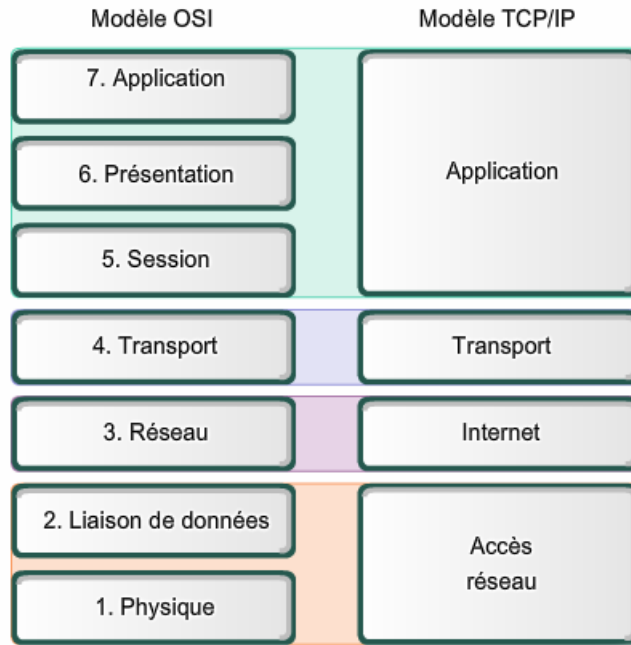 Modèle OSI
Modèle TCP/IP
7. Application
6. Présentation
5. Session
4. Transport
3. Réseau
2. Liaison de données
1. Physique
Application
Transport
Internet
Accès
réseau